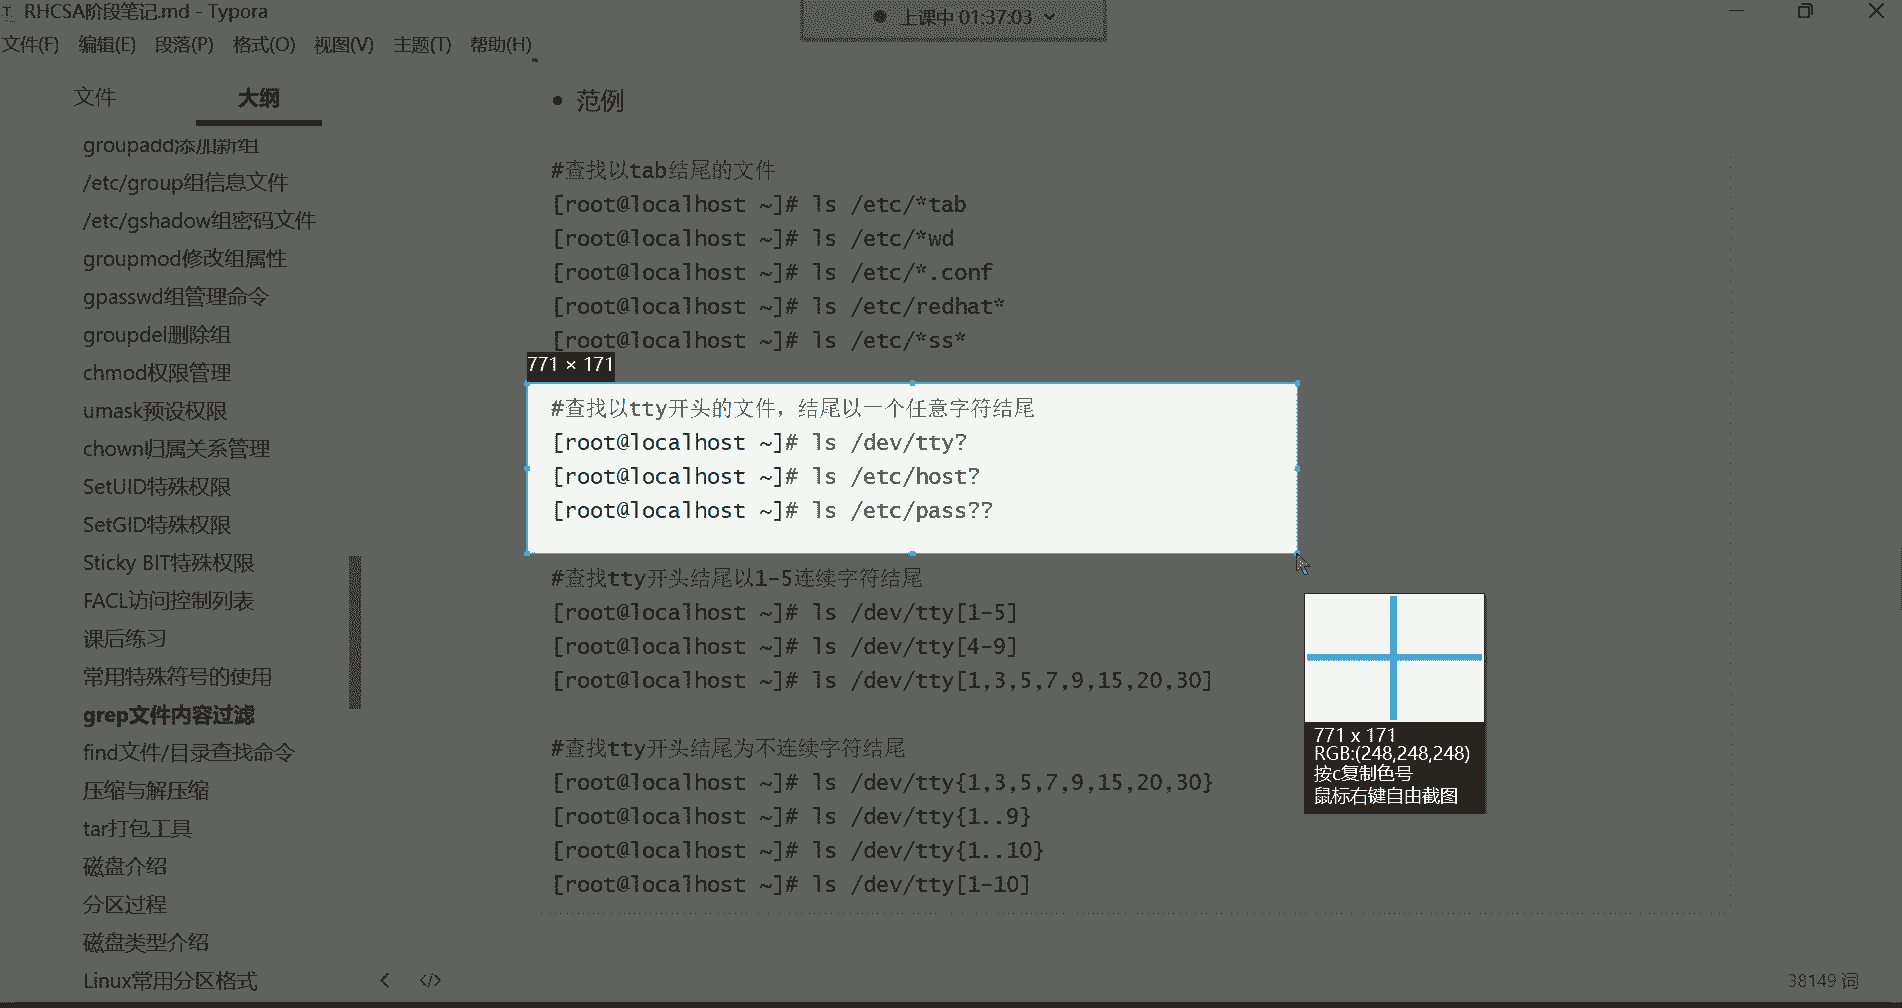 RHCSA阶段笔记.md - Typora
上课中 01:37:03
文件(F) 编辑(E) 段落(P) 格式(O) 视图(V) 主题(T) 帮助(H)
文件 大纲
groupadd添加新组
/etc/group组信息文件
/etc/gshadow组密码文件
groupmod修改组属性
gpasswd组管理命令
groupdel删除组
chmod权限管理
umask预设权限
chown归属关系管理
SetUID特殊权限
SetGID特殊权限
Sticky BIT特殊权限
FACL访问控制列表
课后练习
常用特殊符号的使用
grep文件内容过滤
find文件/目录查找命令
压缩与解压缩
tar打包工具
磁盘介绍
分区过程
磁盘类型介绍
Linux常用分区格式
• 范例
#查找以tab结尾的文件
[root@localhost ~]# ls /etc/*tab
[root@localhost ~]# ls /etc/*wd
[root@localhost ~]# ls /etc/*.conf
[root@localhost ~]# ls /etc/redhat*
[root@localhost ~]# ls /etc/*ss*
771 × 171
#查找以tty开头的文件，结尾以一个任意字符结尾
[root@localhost ~]# ls /dev/tty?
[root@localhost ~]# ls /etc/host?
[root@localhost ~]# ls /etc/pass??
#查找tty开头结尾以1-5连续字符结尾
[root@localhost ~]# ls /dev/tty[1-5]
[root@localhost ~]# ls /dev/tty[4-9]
[root@localhost ~]# ls /dev/tty[1,3,5,7,9,15,20,30]
#查找tty开头结尾为不连续字符结尾
[root@localhost ~]# ls /dev/tty{1,3,5,7,9,15,20,30}
[root@localhost ~]# ls /dev/tty{1..9}
[root@localhost ~]# ls /dev/tty{1..10}
[root@localhost ~]# ls /dev/tty[1-10]
771 x 171
RGB:(248,248,248)
按c复制色号
鼠标右键自由截图
38149 词